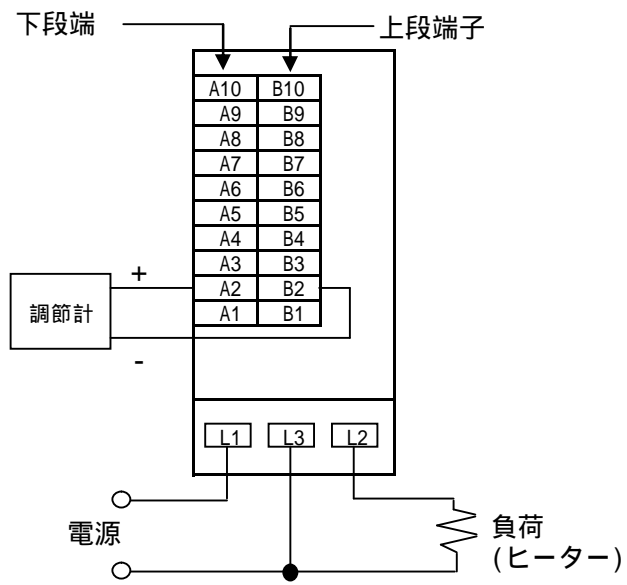 下段端
上段端子
A10 B10
A9 B9
A8 B8
A7 B7
A6 B6
A5 B5
A4 B4
A3 B3
+
A2 B2
調節計
A1 B1
-
L1 L3 L2
電源
負荷
(ヒーター)